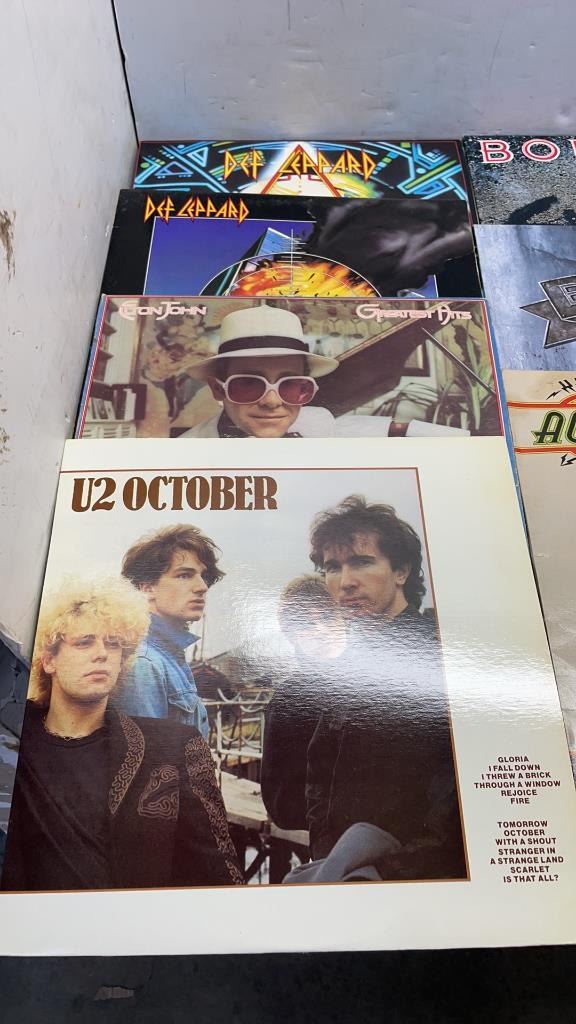 DEF LEPPARD
BO
DEF LEPPARD
ELTON JOHN
GREATEST HITS
U2 OCTOBER
GLORIA
I FALL DOWN
I THREW A BRICK
THROUGH A WINDOW
REJOICE
FIRE
TOMORROW
OCTOBER
WITH A SHOUT
STRANGER IN
A STRANGE LAND
SCARLET
IS THAT ALL?